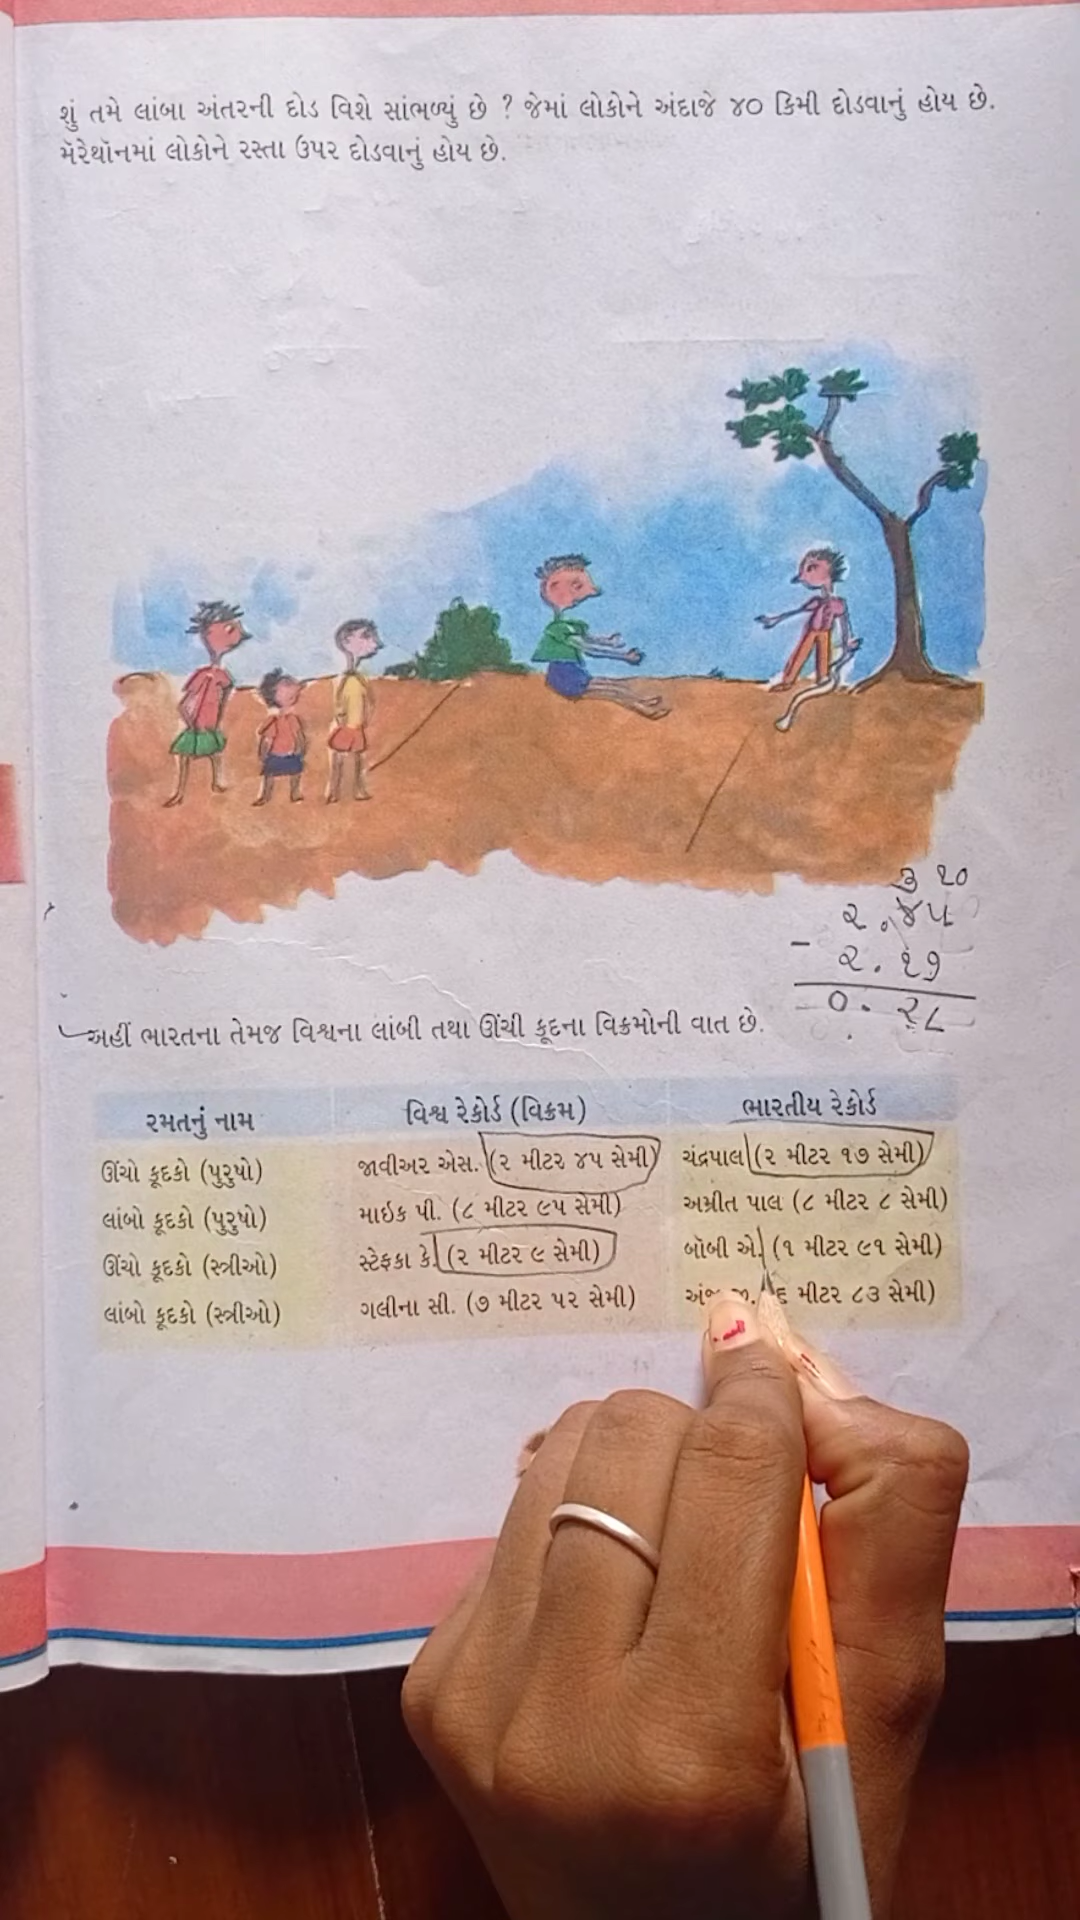 શું તમે લાંબા અંતરની દોડ વિશે સાંભળ્યું છે ? જેમાં લોકોને અંદાજે ૪૦ કિમી દોડવાનું હોય છે.
મૅરેથૉનમાં લોકોને રસ્તા ઉપર દોડવાનું હોય છે.
૩ ૧૦
૨.૪૫
- ૨.૧૭
૦.૨૮
અહીં ભારતના તેમજ વિશ્વના લાંબી તથા ઊંચી કૂદના વિક્રમોની વાત છે.
રમતનું નામ વિશ્વ રેકોર્ડ (વિક્રમ) ભારતીય રેકોર્ડ
ઊંચો કૂદકો (પુરુષો) જાવીઅર એસ. (૨ મીટર ૪૫ સેમી) ચંદ્રપાલ (૨ મીટર ૧૭ સેમી)
લાંબો કૂદકો (પુરુષો) માઇક પી. (૮ મીટર ૯૫ સેમી) અમ્રીત પાલ (૮ મીટર ૮ સેમી)
ઊંચો કૂદકો (સ્ત્રીઓ) સ્ટેફકા કે. (૨ મીટર ૯ સેમી) બૉબી એ. (૧ મીટર ૯૧ સેમી)
લાંબો કૂદકો (સ્ત્રીઓ) ગલીના સી. (૭ મીટર ૫૨ સેમી) ૬ મીટર ૮૩ સેમી)